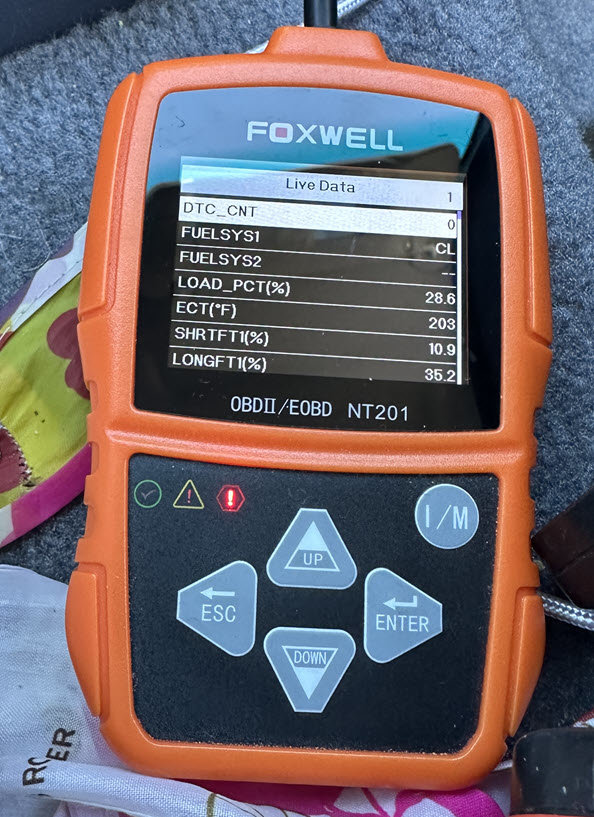 FOXWELL
Live Data 1
DTC_CNT 0
FUELSYS1 CL
FUELSYS2 --
LOAD_PCT(%) 28.6
ECT(°F) 203
SHRTFT1(%) 10.9
LONGFT1(%) 35.2
OBDII/EOBD NT201
I/M
UP
ESC
ENTER
DOWN